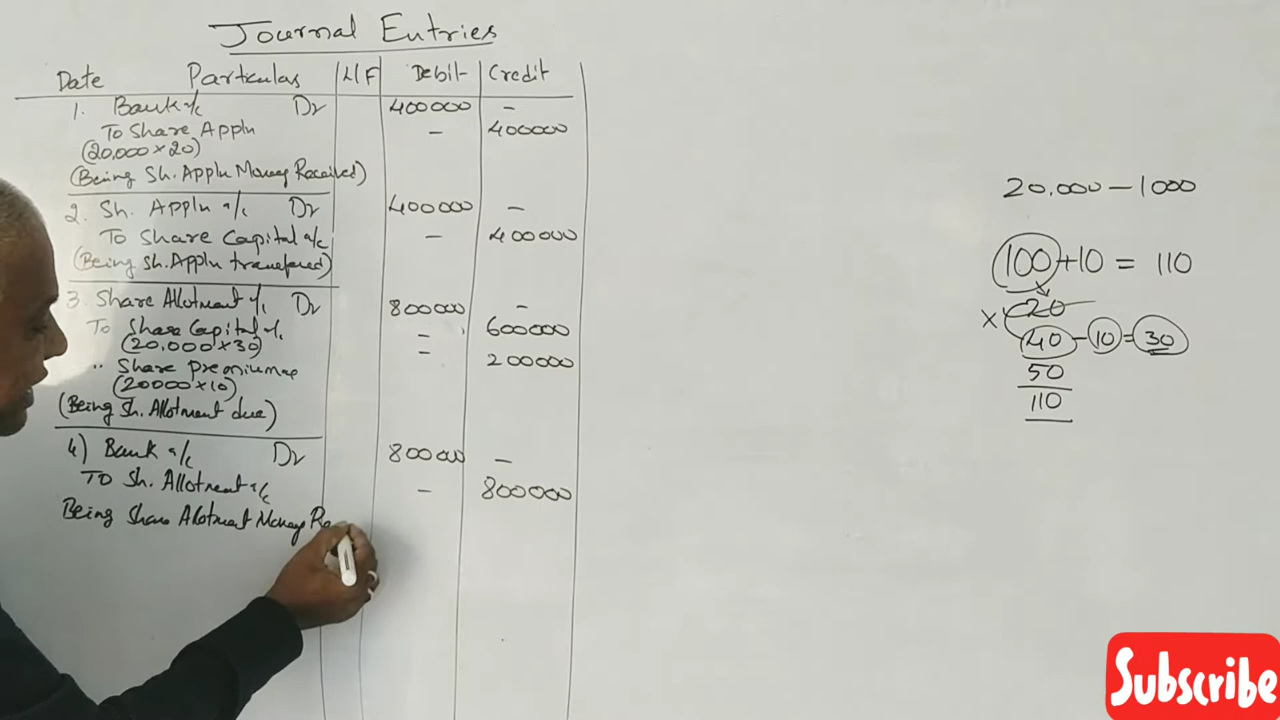 Journal Entries
Date Particulas L/F Debit Credit
1. Bank a/c Dr 400000 –
To Share Appln – 400000
(20,000 × 20)
(Being Sh. Appln Money Received)
2. Sh. Appln a/c Dr 400000 –
To Share Capital a/c – 400000
(Being Sh. Appln transfered)
3. Share Allotment a/c Dr 800000 –
To Share Capital a/c – 600000
(20,000 × 30)
" Share premium – 200000
(20000 × 10)
(Being Sh. Allotment due)
4) Bank a/c Dr 800000 –
To Sh. Allotment a/c – 800000
Being Share Allotment Money Re
20,000 – 1000
100 + 10 = 110
× 20
40 – 10 = 30
50
110
Subscribe